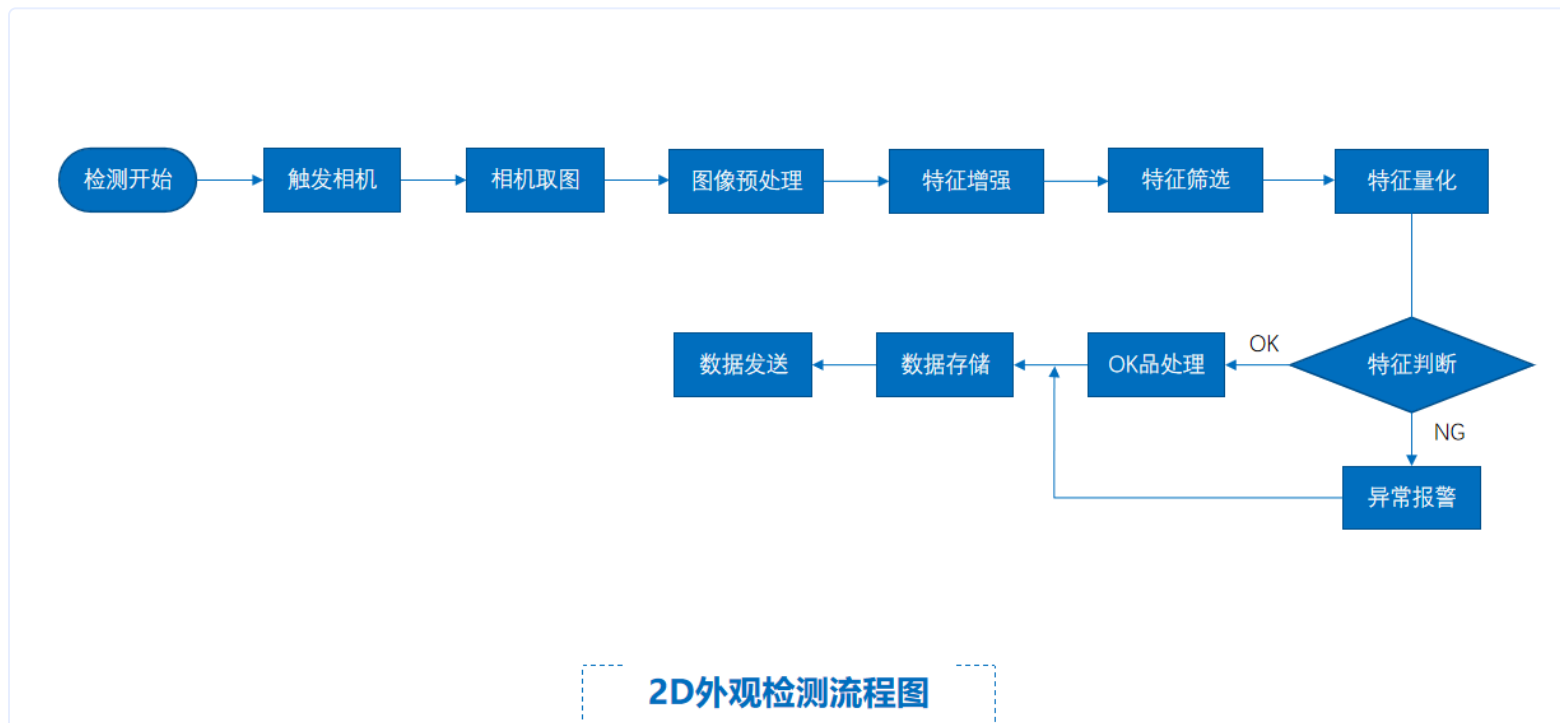 检测开始
触发相机
相机取图
图像预处理
特征增强
特征筛选
特征量化
特征判断
OK
OK品处理
数据存储
数据发送
NG
异常报警
2D外观检测流程图